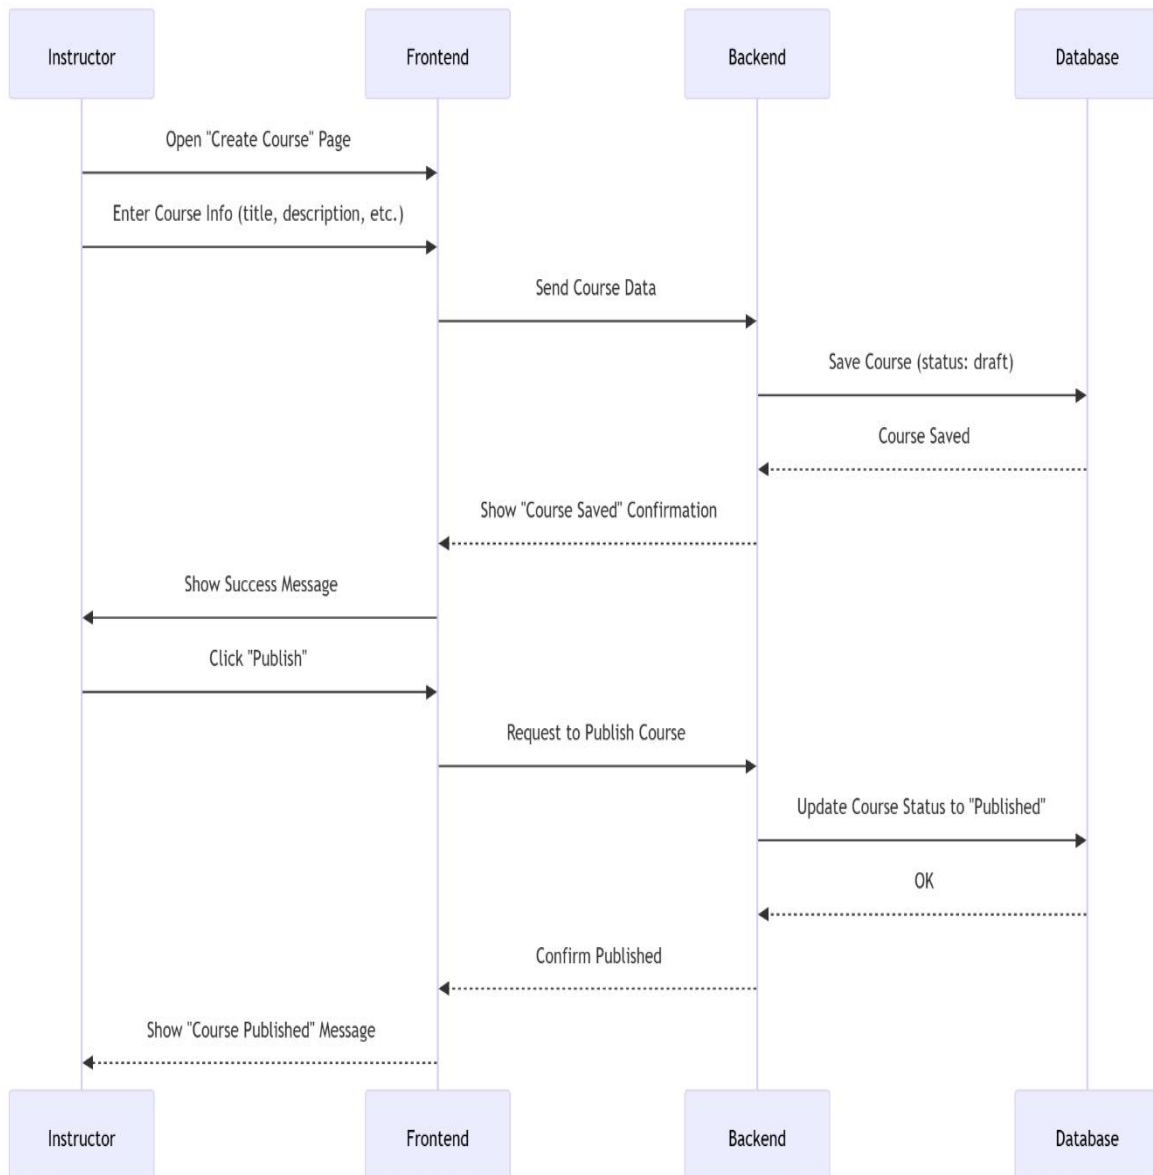 Instructor
Frontend
Backend
Database
Open "Create Course" Page
Enter Course Info (title, description, etc.)
Send Course Data
Save Course (status: draft)
Course Saved
Show "Course Saved" Confirmation
Show Success Message
Click "Publish"
Request to Publish Course
Update Course Status to "Published"
OK
Confirm Published
Show "Course Published" Message
Instructor
Frontend
Backend
Database